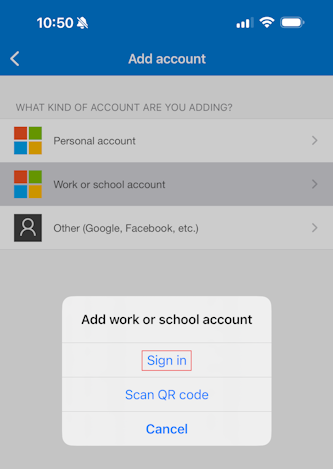 10:50
Add account
WHAT KIND OF ACCOUNT ARE YOU ADDING?
Personal account
Work or school account
Other (Google, Facebook, etc.)
Add work or school account
Sign in
Scan QR code
Cancel